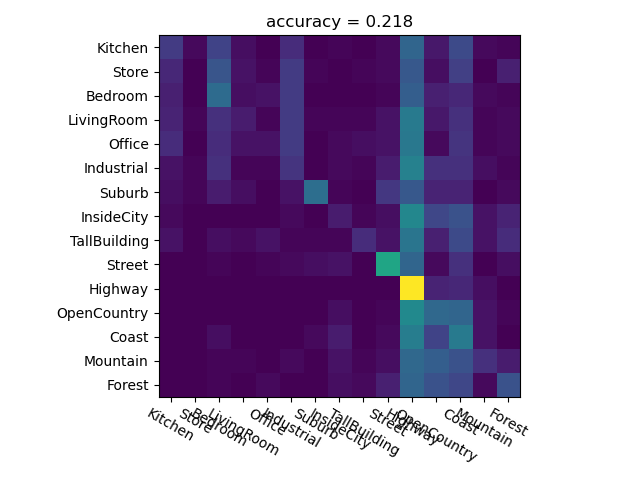 accuracy = 0.218
Kitchen
Store
Bedroom
LivingRoom
Office
Industrial
Suburb
InsideCity
TallBuilding
Street
Highway
OpenCountry
Coast
Mountain
Forest
Kitchen
Store
Bedroom
LivingRoom
Office
Industrial
Suburb
InsideCity
TallBuilding
Street
Highway
OpenCountry
Coast
Mountain
Forest